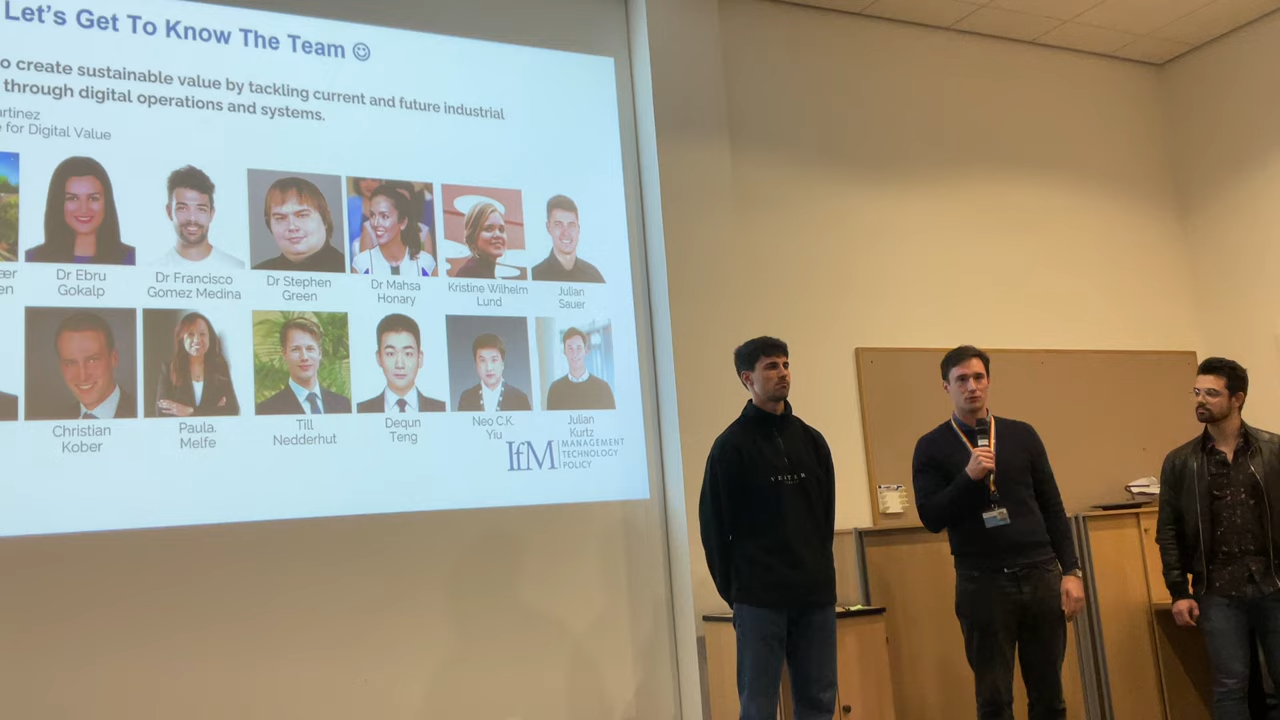 Let's Get To Know The Team ☺
o create sustainable value by tackling current and future industrial
through digital operations and systems.
artinez
for Digital Value
ær
en
Dr Ebru
Gokalp
Dr Francisco
Gomez Medina
Dr Stephen
Green
Dr Mahsa
Honary
Kristine Wilhelm
Lund
Julian
Sauer
Christian
Kober
Paula.
Melfe
Till
Nedderhut
Dequn
Teng
Neo C.K.
Yiu
Julian
Kurtz
IfM
MANAGEMENT
TECHNOLOGY
POLICY